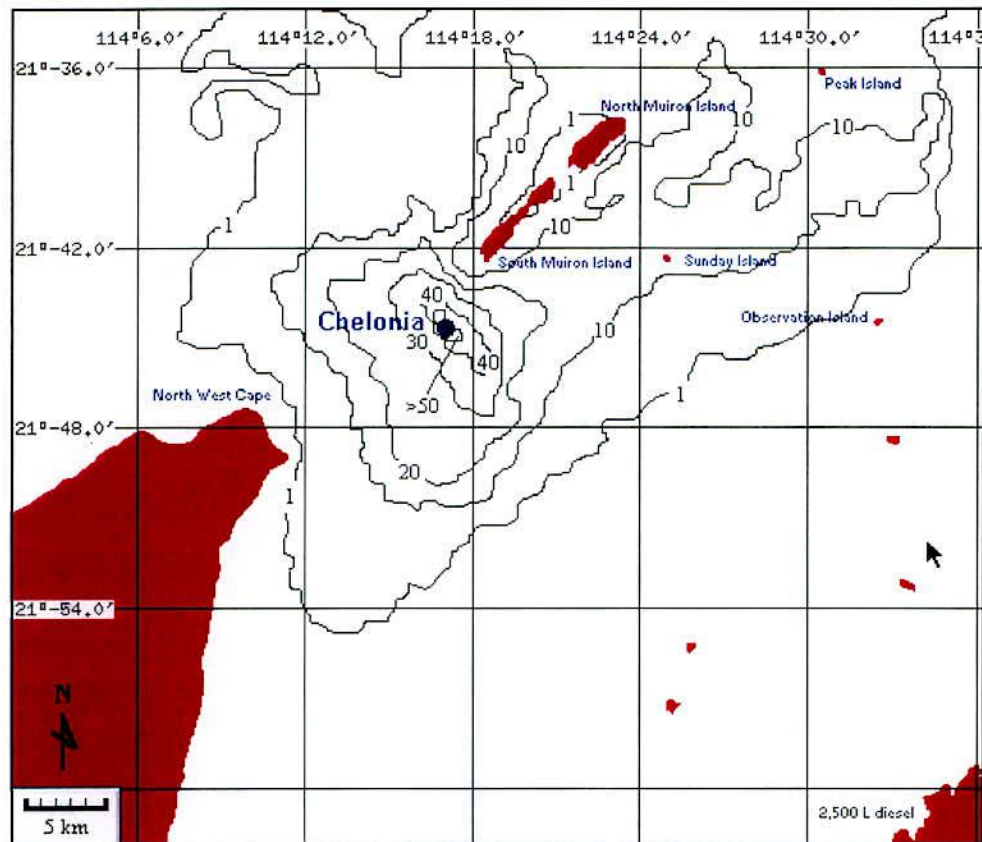 114°6.0' 114°12.0' 114°18.0' 114°24.0' 114°30.0' 114°3
21°-36.0'
Peak Island
North Muiron Island
1
10
10
10
1
1
10
21°-42.0'
South Muiron Island
Sunday Island
40
Chelonia
10
Observation Island
30
40
North West Cape
>50
1
21°-48.0'
20
1
21°-54.0'
N
5 km
2,500 L diesel